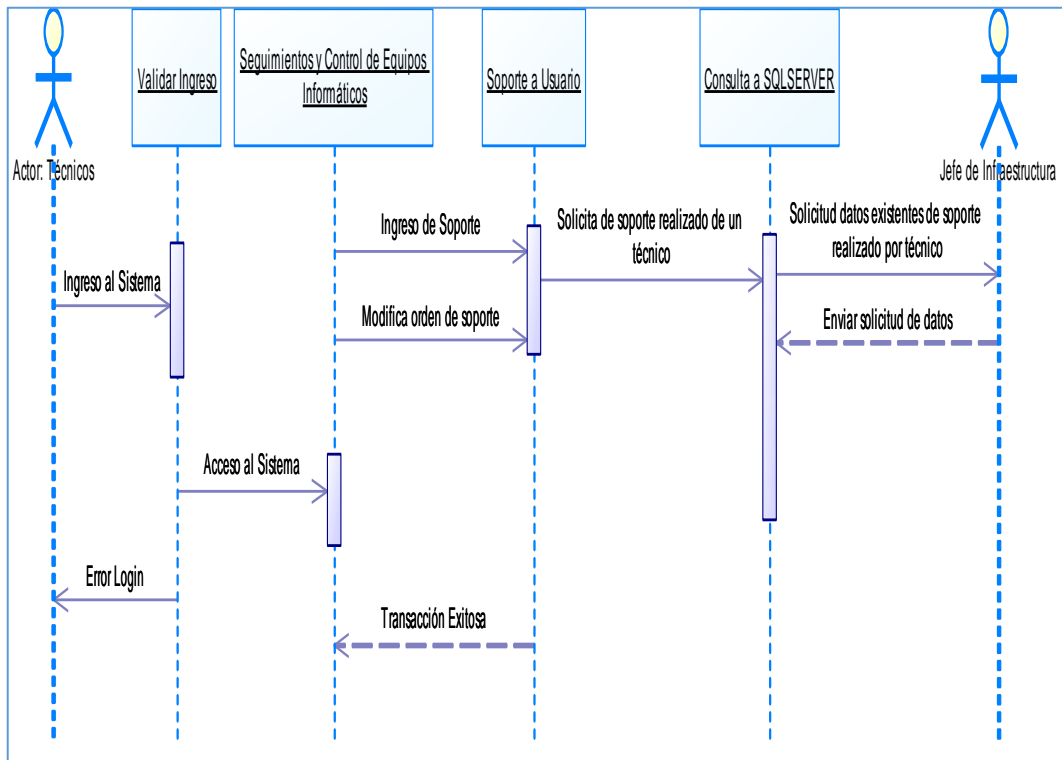 Validar Ingreso
Seguimientos y Control de Equipos
Informáticos
Soporte a Usuario
Consulta a SQLSERVER
Actor: Técnicos
Jefe de Infraestructura
Ingreso de Soporte
Solicita de soporte realizado de un
técnico
Solicitud datos existentes de soporte
realizado por técnico
Ingreso al Sistema
Modifica orden de soporte
Enviar solicitud de datos
Acceso al Sistema
Error Login
Transacción Exitosa